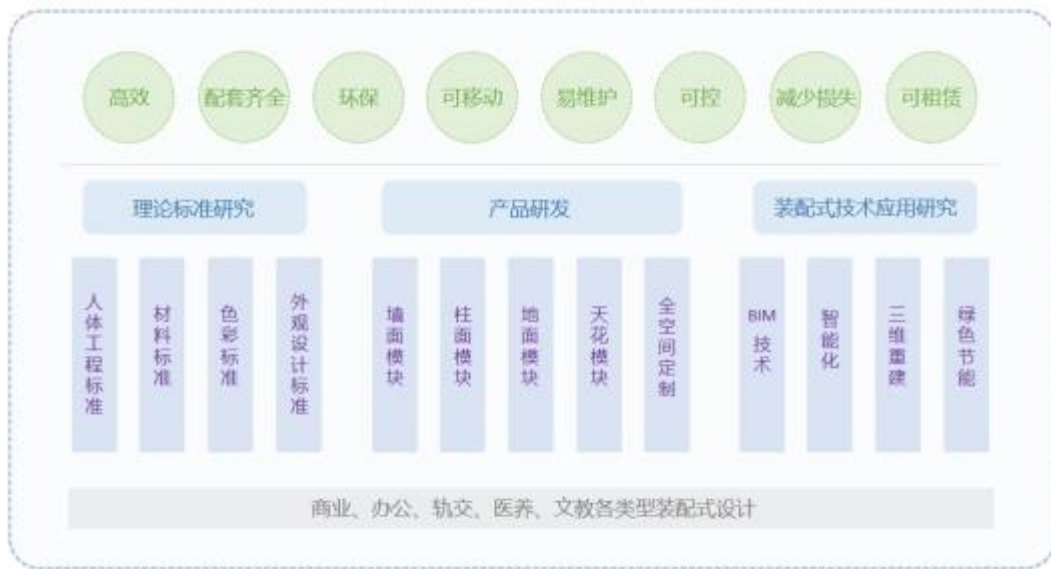 高效
配套齐全
环保
可移动
易维护
可控
减少损失
可租赁
理论标准研究
产品研发
装配式技术应用研究
人体工程标准
材料标准
色彩标准
外观设计标准
墙面模块
柱面模块
地面模块
天花模块
全空间定制
BIM技术
智能化
三维重建
绿色节能
商业、办公、轨交、医养、文教各类型装配式设计